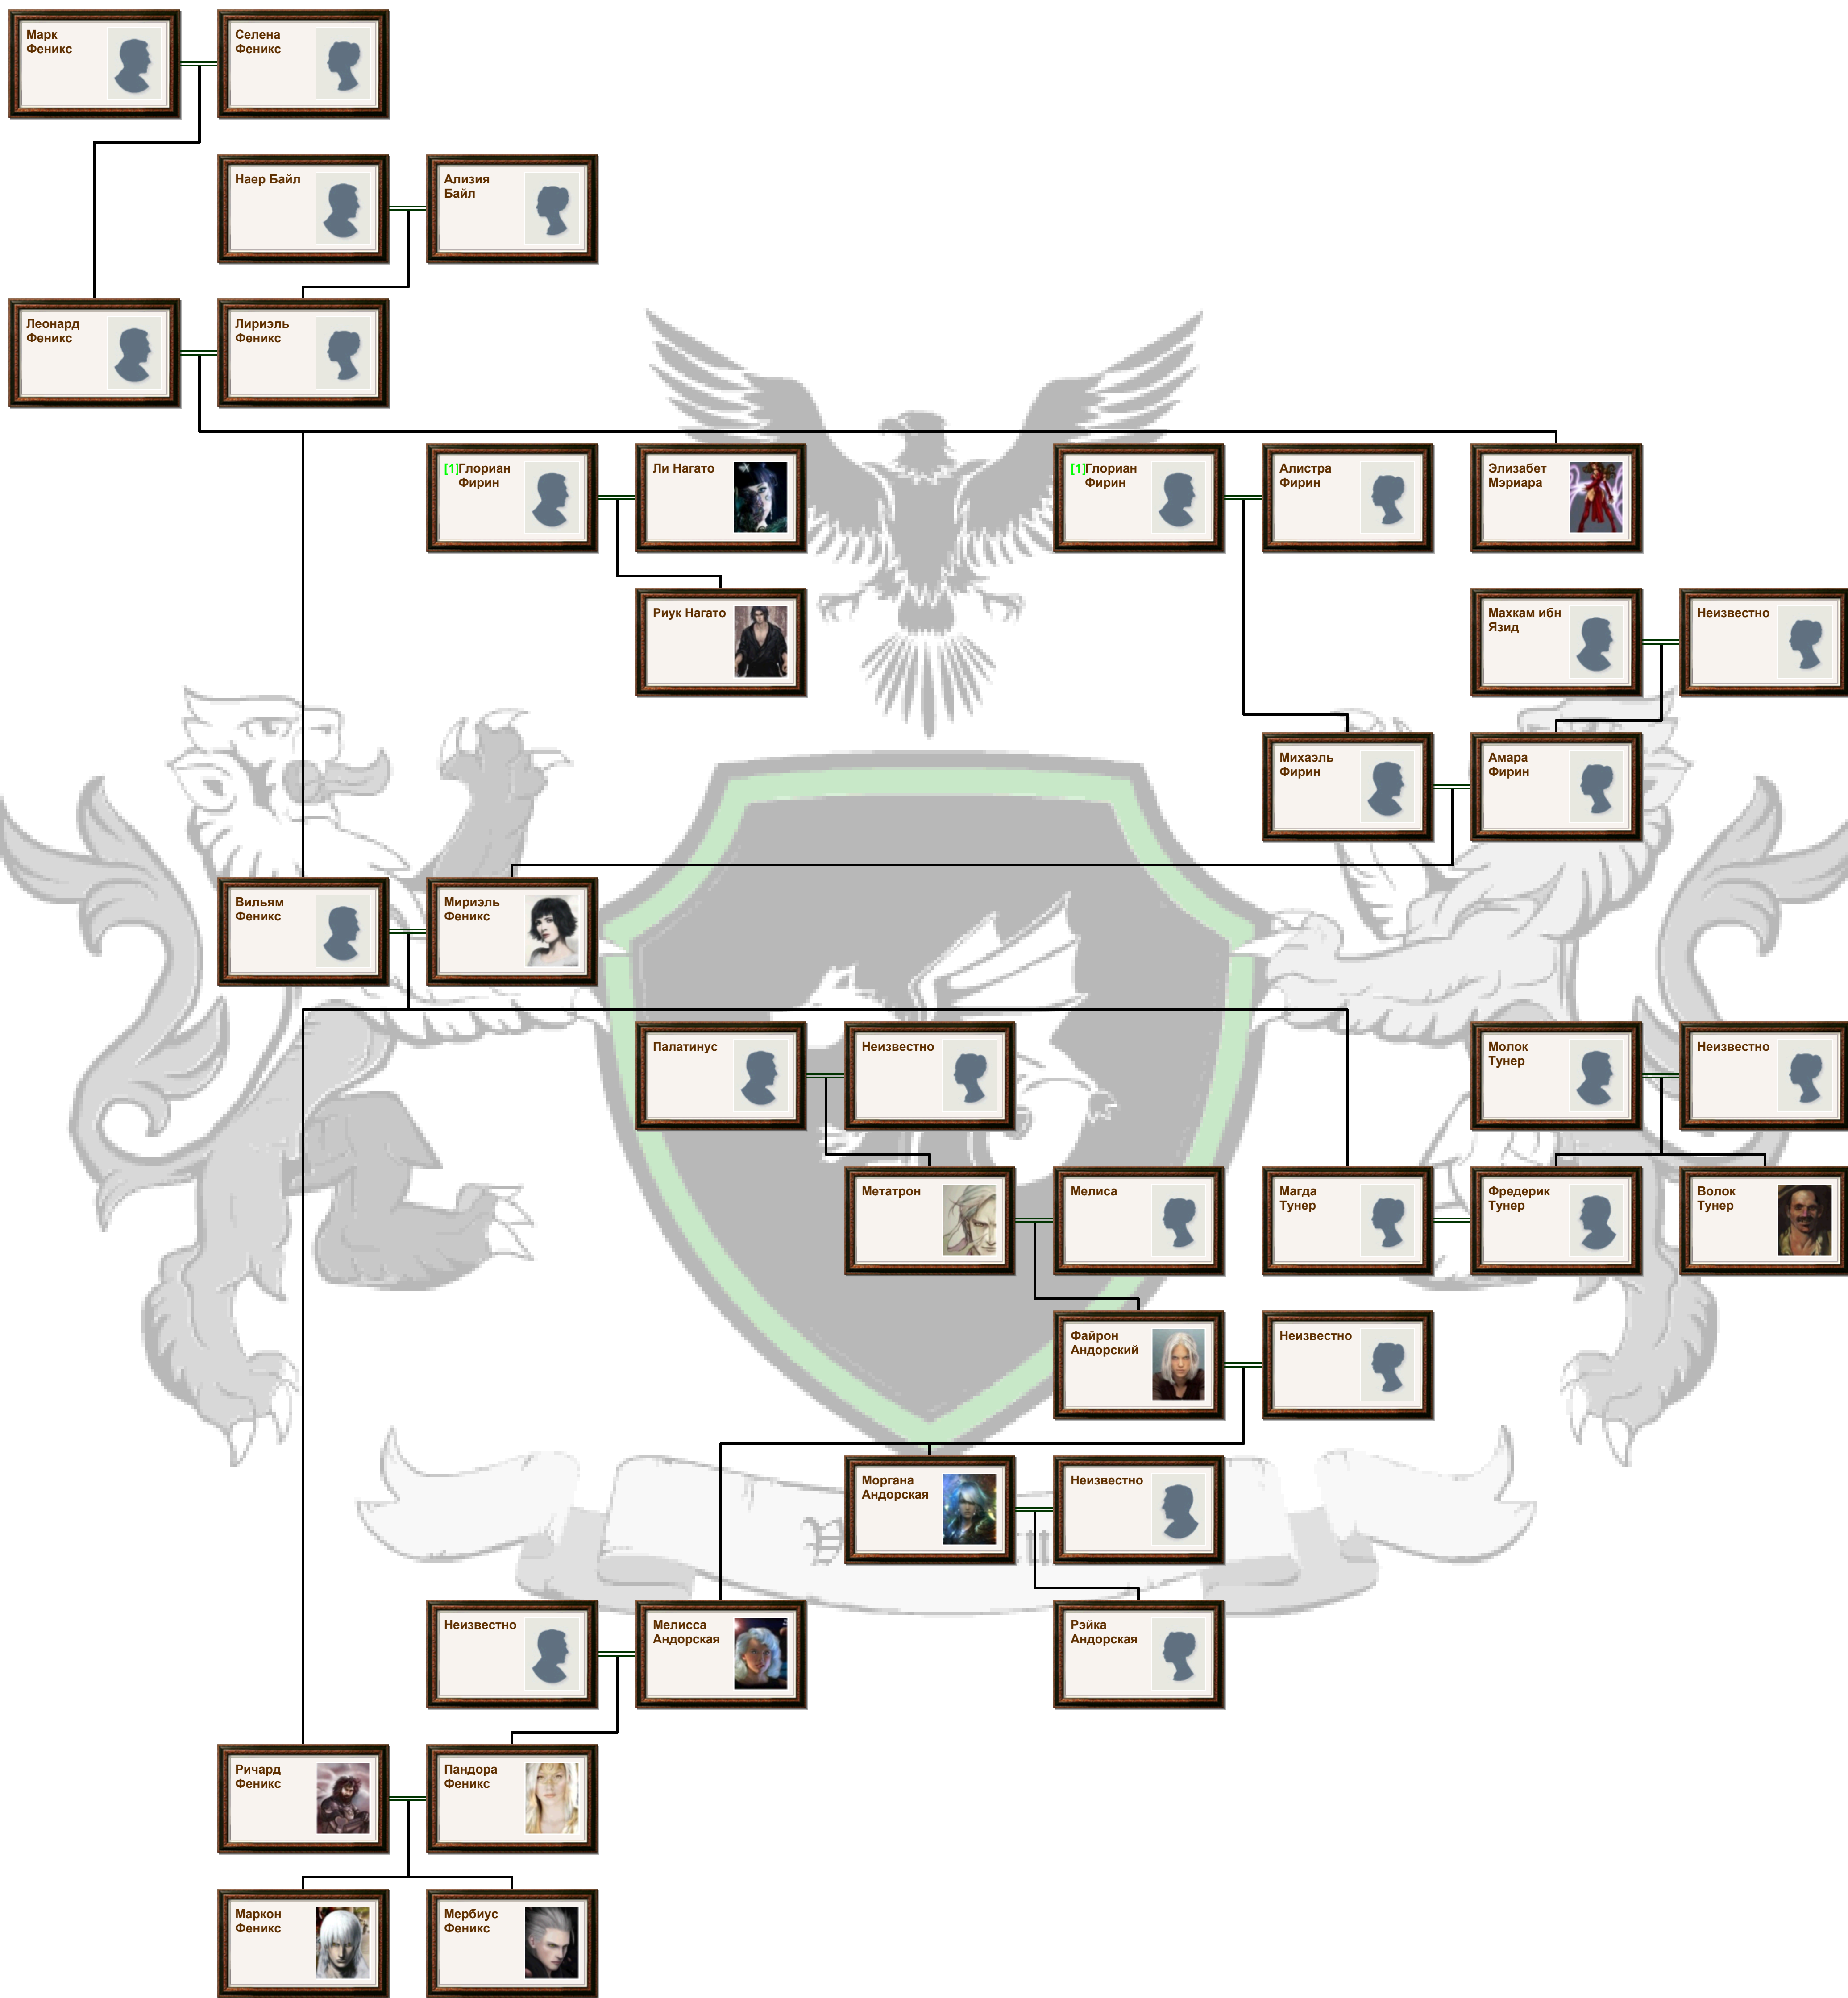 Марк
Феникс
Селена
Феникс
Наер Байл
Ализия
Байл
Леонард
Феникс
Лириэль
Феникс
[1]Глориан
Фирин
Ли Нагато
[1]Глориан
Фирин
Алистра
Фирин
Элизабет
Мэриара
Риук Нагато
Махкам ибн
Язид
Неизвестно
Михаэль
Фирин
Амара
Фирин
Вильям
Феникс
Мириэль
Феникс
Палатинус
Неизвестно
Молок
Тунер
Неизвестно
Метатрон
Мелиса
Магда
Тунер
Фредерик
Тунер
Волок
Тунер
Файрон
Андорский
Неизвестно
Моргана
Андорская
Неизвестно
Неизвестно
Мелисса
Андорская
Рэйка
Андорская
Ричард
Феникс
Пандора
Феникс
Маркон
Феникс
Мербиус
Феникс